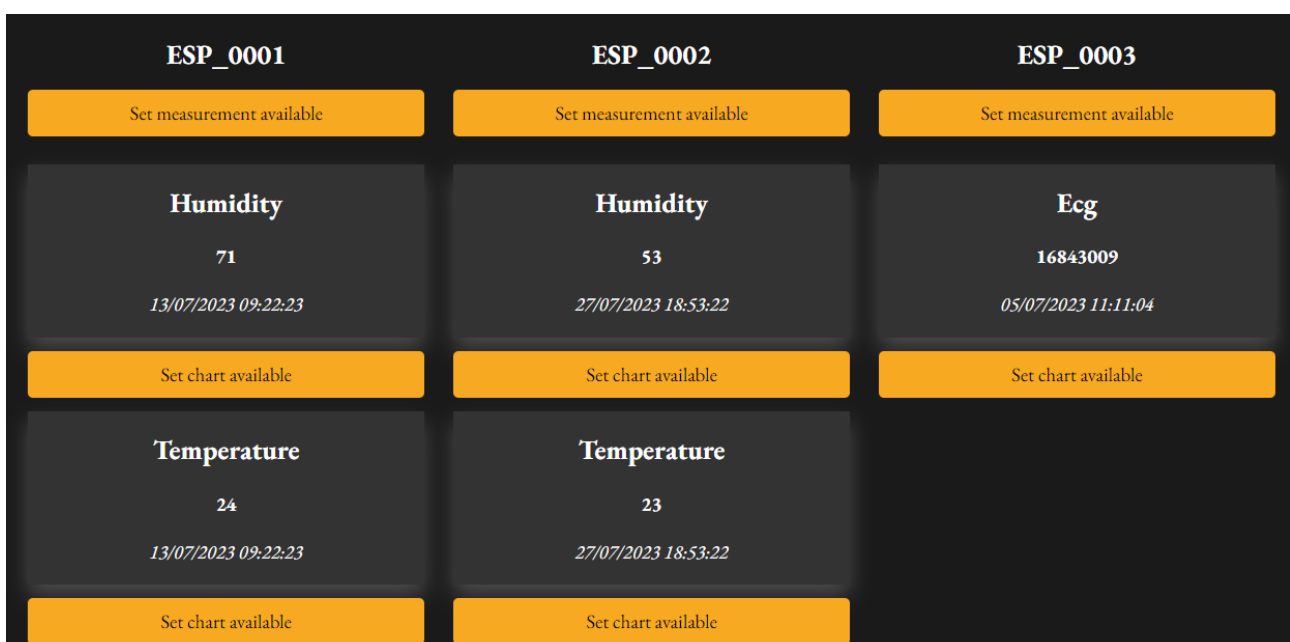 ESP_0001
Set measurement available
Humidity
71
13/07/2023 09:22:23
Set chart available
Temperature
24
13/07/2023 09:22:23
Set chart available
ESP_0002
Set measurement available
Humidity
53
27/07/2023 18:53:22
Set chart available
Temperature
23
27/07/2023 18:53:22
Set chart available
ESP_0003
Set measurement available
Ecg
16843009
05/07/2023 11:11:04
Set chart available